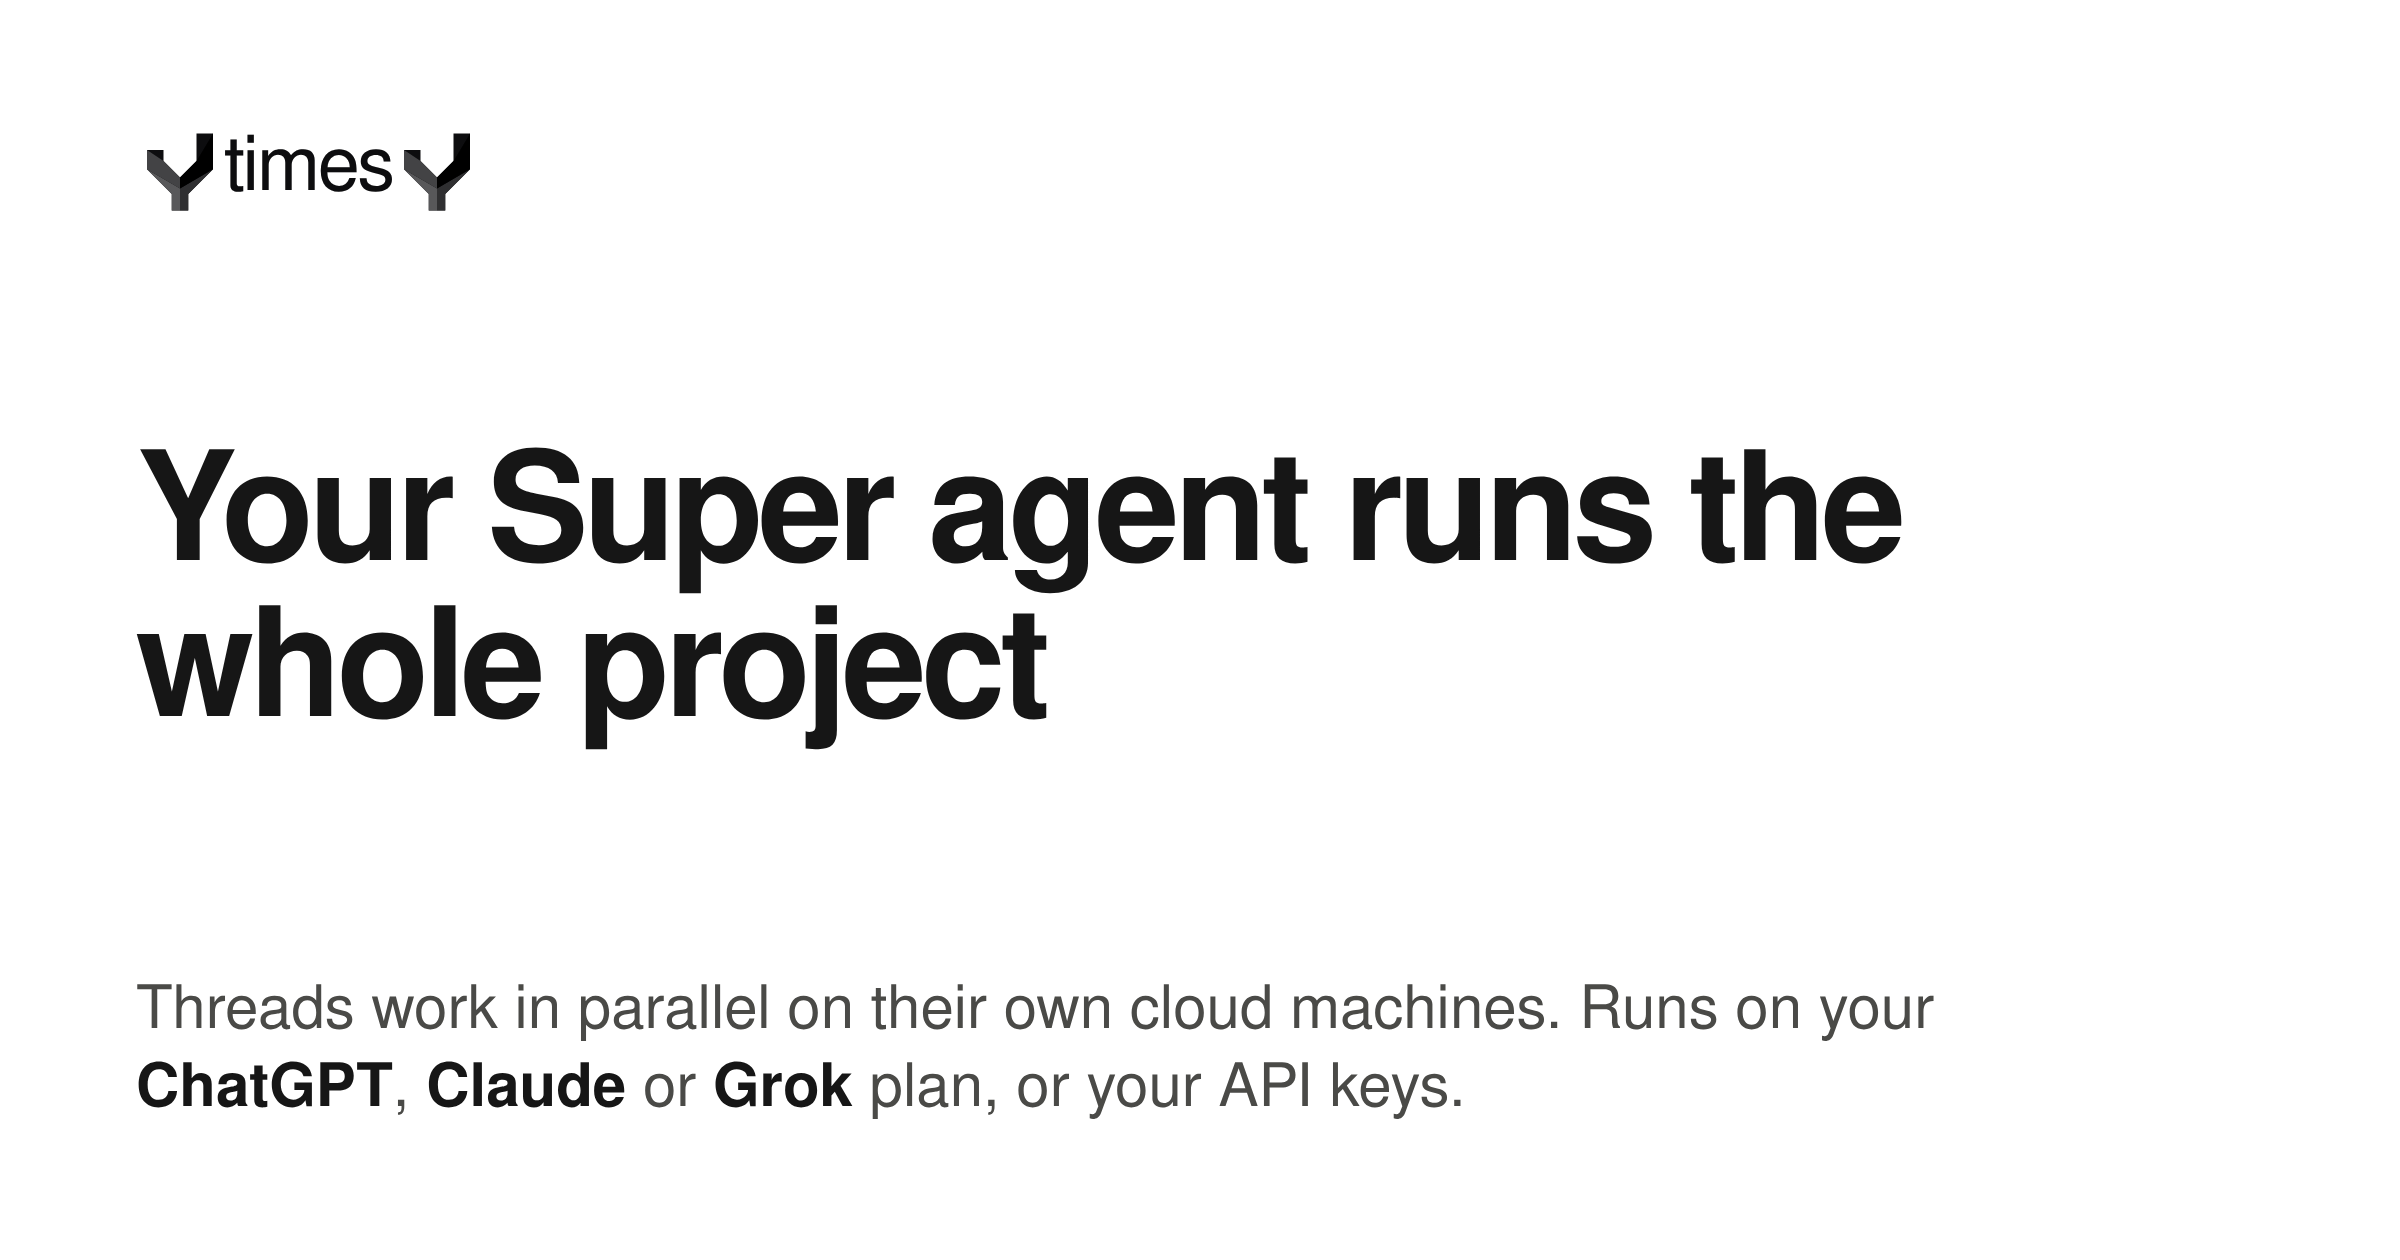 YtimesY
Your Super agent runs the
whole project
Threads work in parallel on their own cloud machines. Runs on your
ChatGPT, Claude or Grok plan, or your API keys.